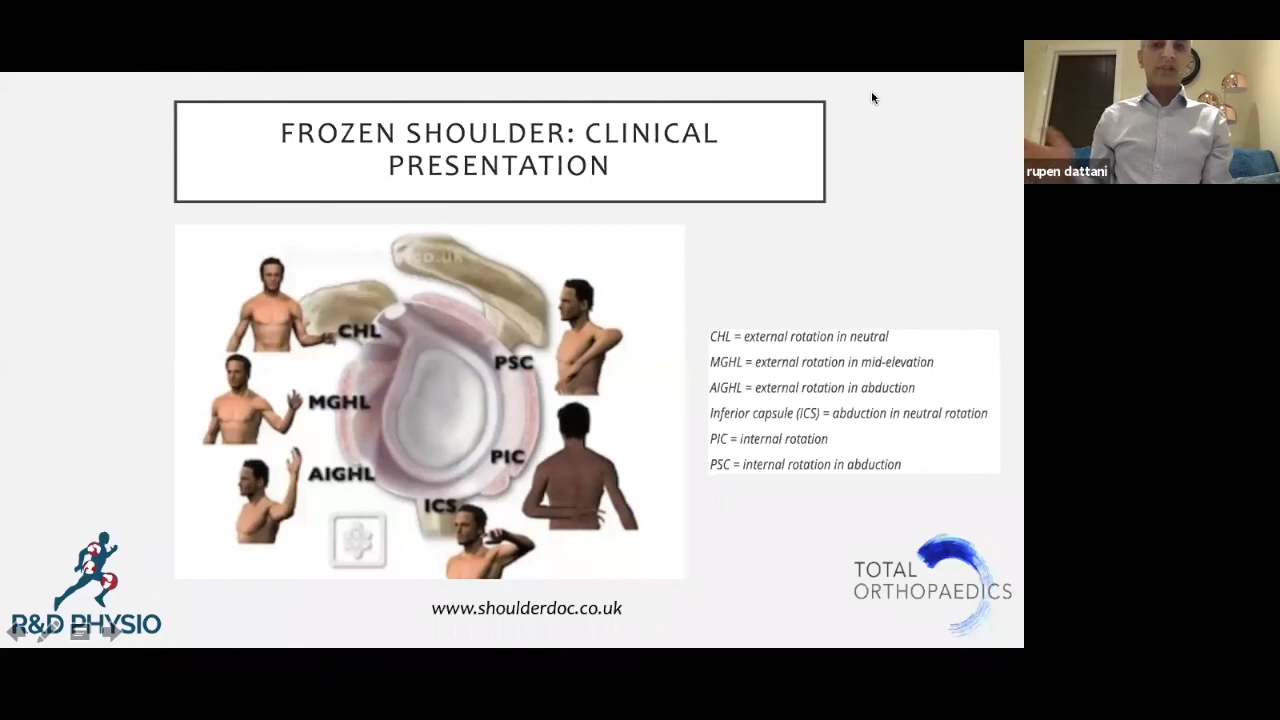 FROZEN SHOULDER: CLINICAL
PRESENTATION
rupen dattani
CHL
PSC
MGHL
PIC
AIGHL
ICS
CHL = external rotation in neutral
MGHL = external rotation in mid-elevation
AIGHL = external rotation in abduction
Inferior capsule (ICS) = abduction in neutral rotation
PIC = internal rotation
PSC = internal rotation in abduction
www.shoulderdoc.co.uk
R&D PHYSIO
TOTAL
ORTHOPAEDICS